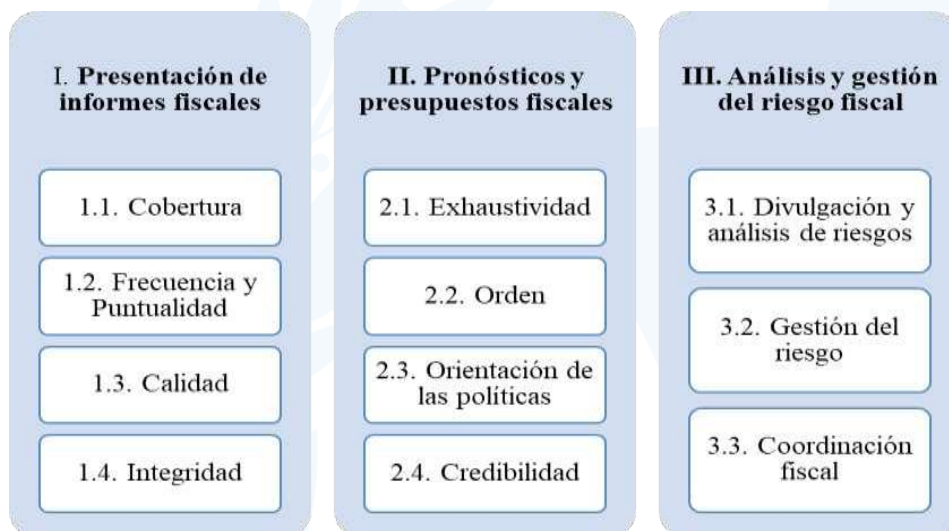 I. Presentación de
informes fiscales
1.1. Cobertura
1.2. Frecuencia y
Puntualidad
1.3. Calidad
1.4. Integridad
II. Pronósticos y
presupuestos fiscales
2.1. Exhaustividad
2.2. Orden
2.3. Orientación de
las políticas
2.4. Credibilidad
III. Análisis y gestión
del riesgo fiscal
3.1. Divulgación y
análisis de riesgos
3.2. Gestión del
riesgo
3.3. Coordinación
fiscal